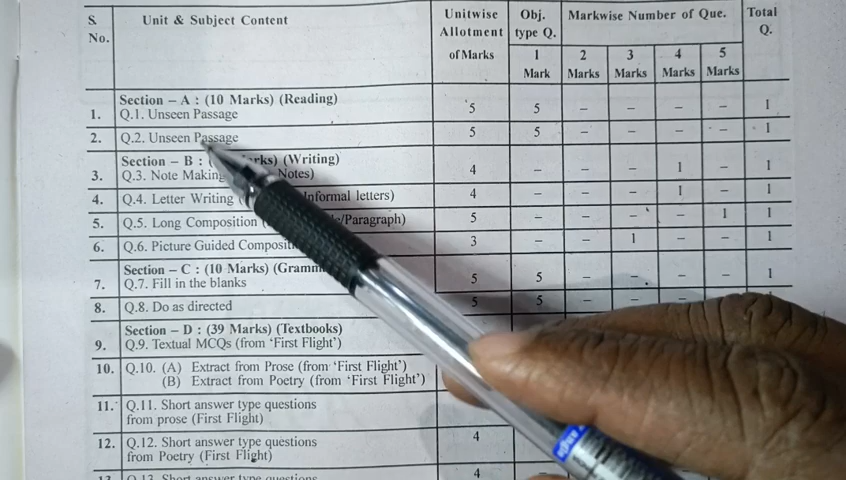 S. No. Unit & Subject Content Unitwise Allotment of Marks Obj. type Q. Markwise Number of Que. Total Q.
1 Mark 2 Marks 3 Marks 4 Marks 5 Marks
Section – A : (10 Marks) (Reading)
1. Q.1. Unseen Passage 5 5 – – – – 1
2. Q.2. Unseen Passage 5 5 – – – – 1
Section – B : (Writing)
3. Q.3. Note Making Notes) 4 – – – 1 – 1
4. Q.4. Letter Writing Informal letters) 4 – – – 1 – 1
5. Q.5. Long Composition /Paragraph) 5 – – – – 1 1
6. Q.6. Picture Guided 3 – – 1 – – 1
Section – C : (10 Marks)
7. Q.7. Fill in the blanks 5 5 – – – – 1
8. Q.8. Do as directed 5 5 – – –
Section – D : (39 Marks) (Textbooks)
9. Q.9. Textual MCQs (from ‘First Flight’)
10. Q.10. (A) Extract from Prose (from ‘First Flight’)
(B) Extract from Poetry (from ‘First Flight’)
11. Q.11. Short answer type questions
from prose (First Flight)
12. Q.12. Short answer type questions 4
from Poetry (First Flight)
13. Q.13. Short answer type questions 4